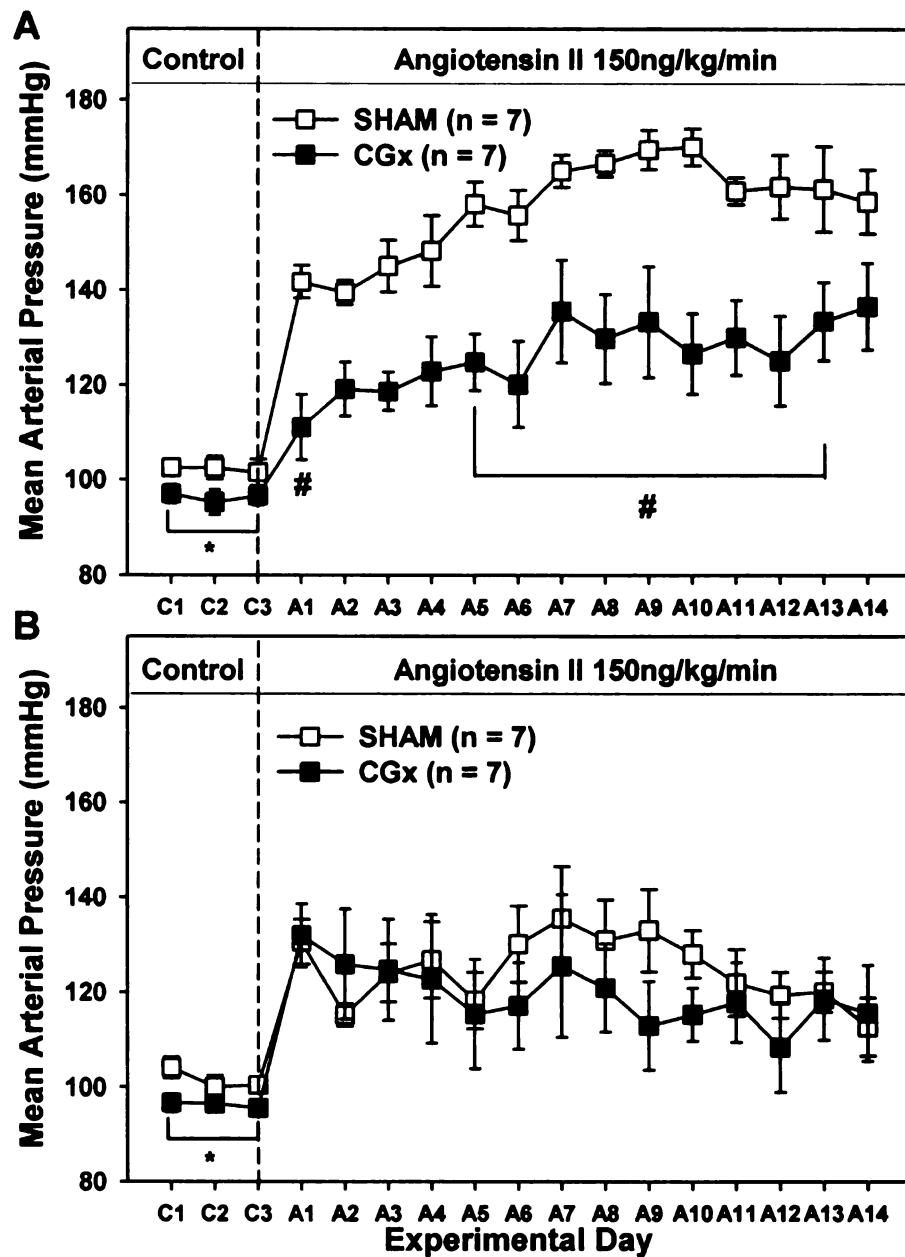 A
Control Angiotensin II 150ng/kg/min
180
160
140
120
100
80
Mean Arterial Pressure (mmHg)
SHAM (n = 7)
CGx (n = 7)
#
#
*
C1 C2 C3 A1 A2 A3 A4 A5 A6 A7 A8 A9 A10 A11 A12 A13 A14
B
Control Angiotensin II 150ng/kg/min
180
160
140
120
100
80
Mean Arterial Pressure (mmHg)
SHAM (n = 7)
CGx (n = 7)
*
C1 C2 C3 A1 A2 A3 A4 A5 A6 A7 A8 A9 A10 A11 A12 A13 A14
Experimental Day